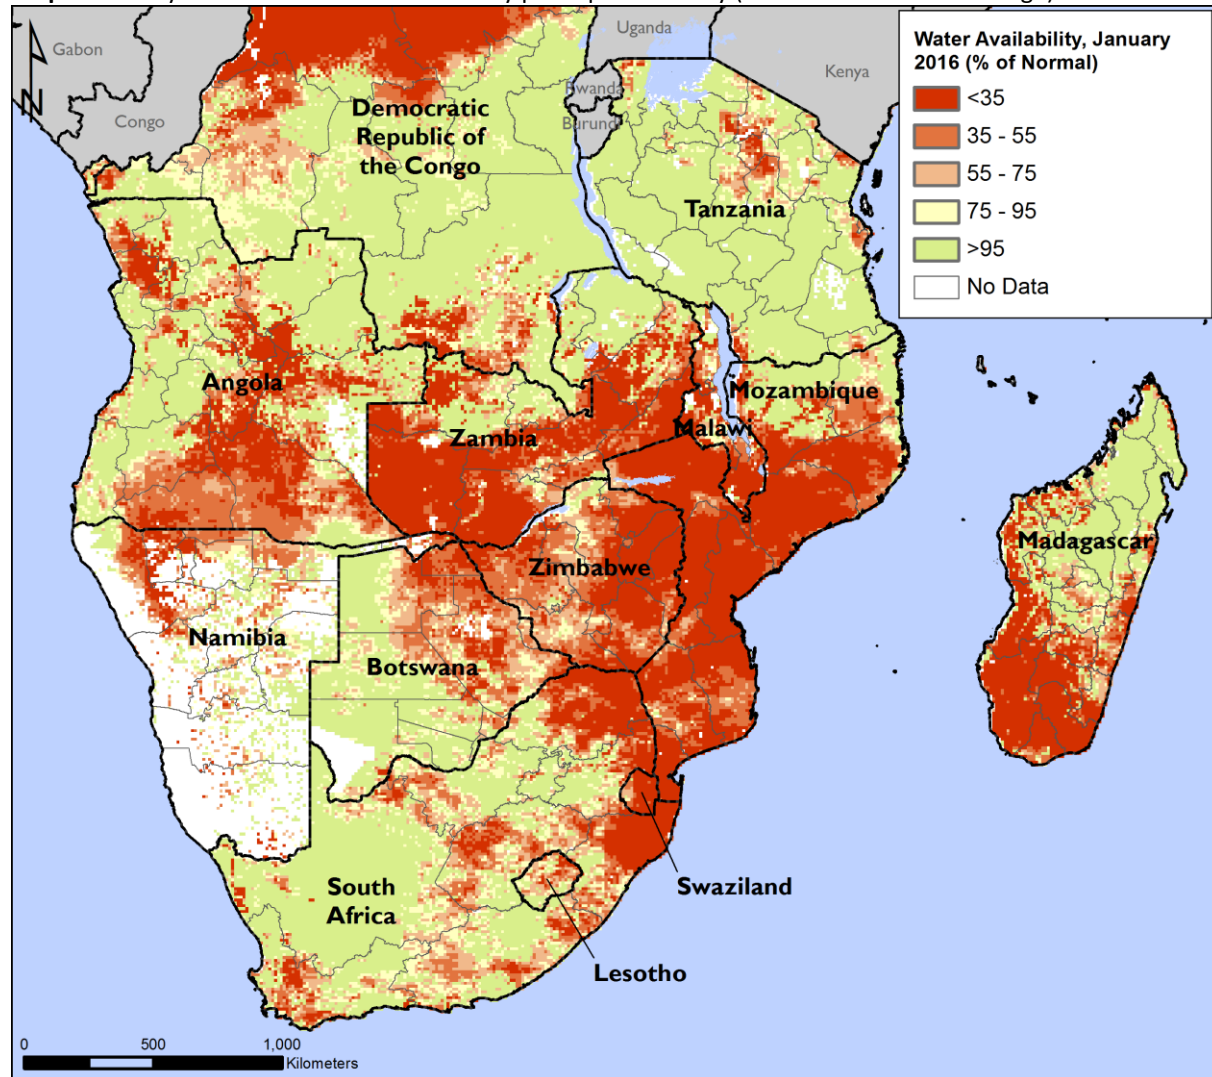 Gabon
Uganda
Kenya
Rwanda
Burundi
Congo
N
Water Availability, January
2016 (% of Normal)
<35
35 - 55
55 - 75
75 - 95
>95
No Data
Democratic
Republic of
the Congo
Tanzania
Angola
Zambia
Malawi
Mozambique
Zimbabwe
Madagascar
Namibia
Botswana
South
Africa
Swaziland
Lesotho
0 500 1,000
Kilometers